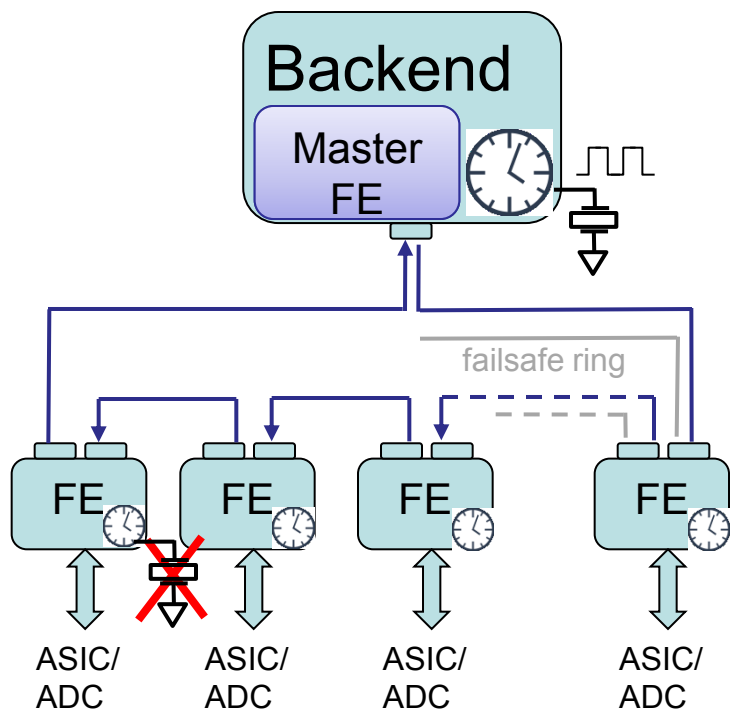 Backend
Master
FE
failsafe ring
FE
FE
FE
FE
ASIC/
ADC
ASIC/
ADC
ASIC/
ADC
ASIC/
ADC